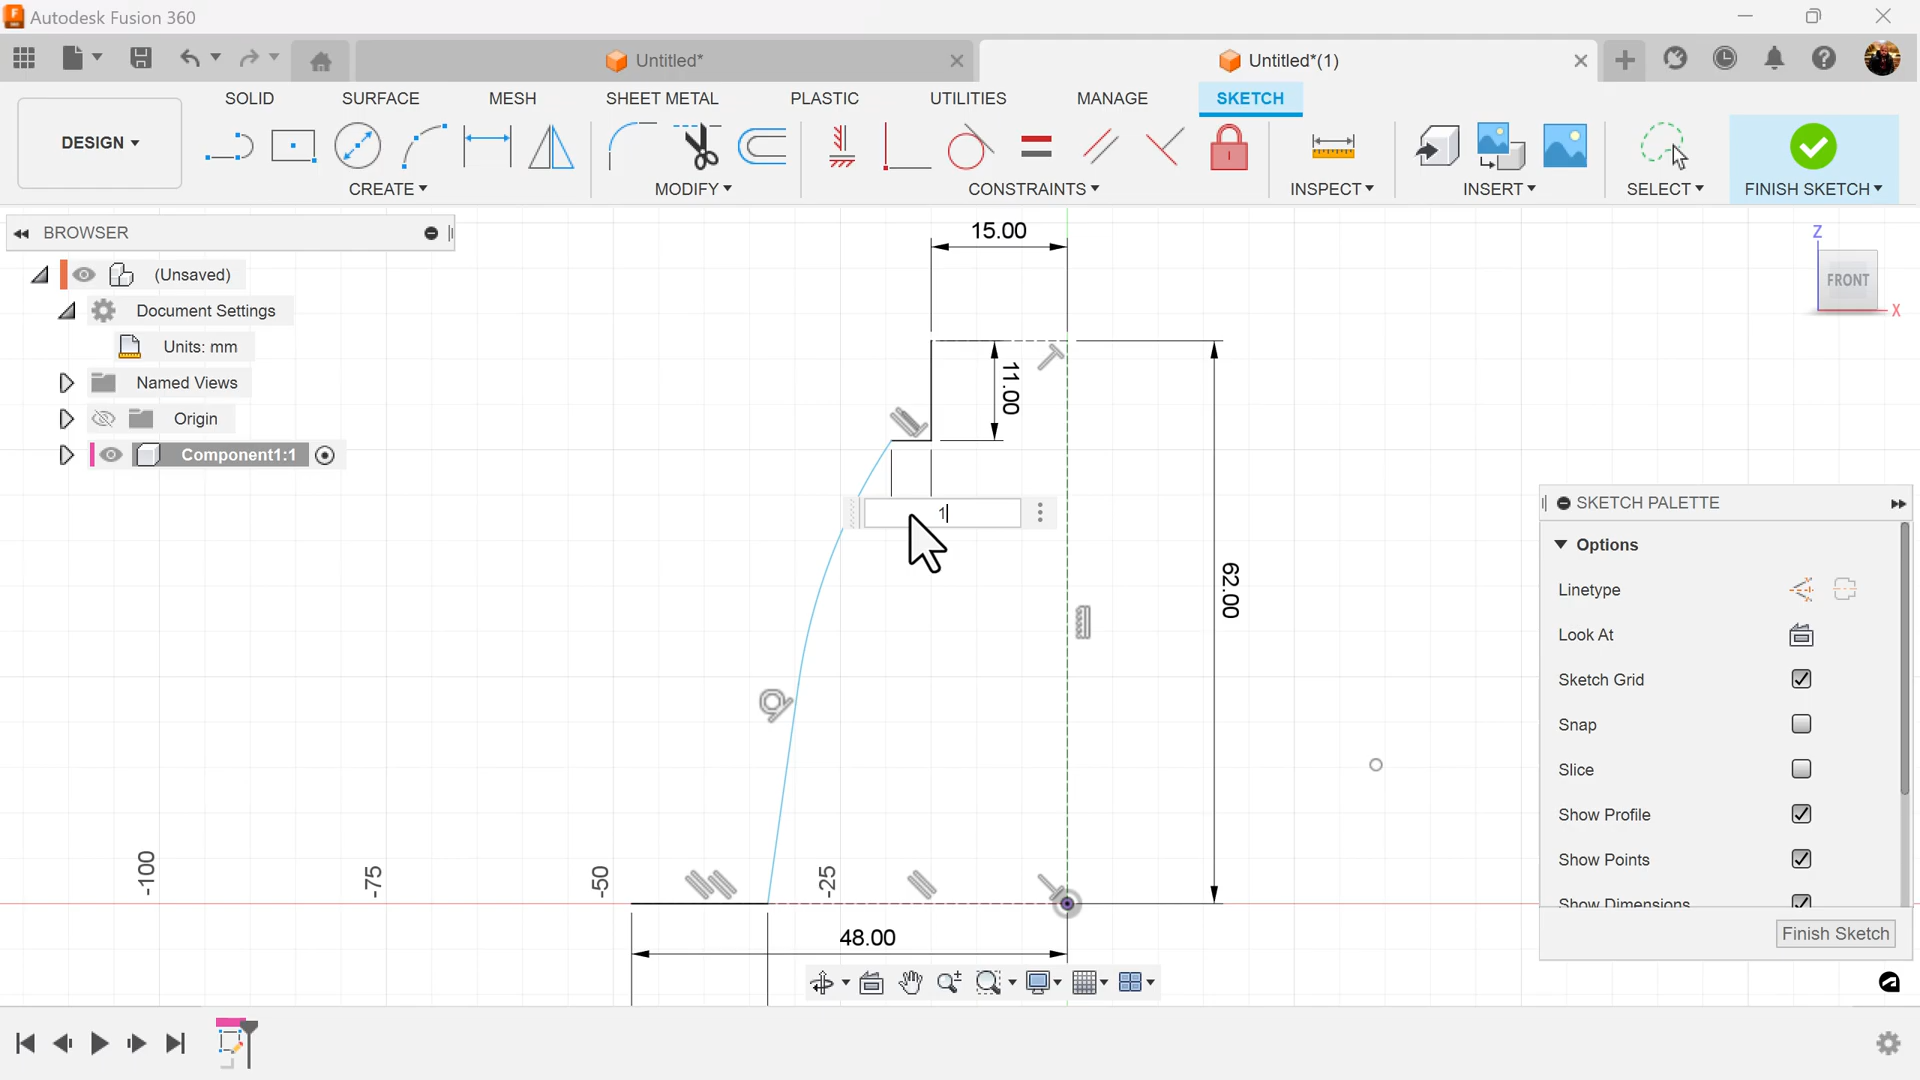 Autodesk Fusion 360
Untitled*
Untitled*(1)
SOLID SURFACE MESH SHEET METAL PLASTIC UTILITIES MANAGE SKETCH
DESIGN
CREATE MODIFY CONSTRAINTS INSPECT INSERT SELECT FINISH SKETCH
BROWSER
(Unsaved)
Document Settings
Units: mm
Named Views
Origin
Component1:1
15.00
11.00
1
62.00
48.00
-100
-75
-50
-25
Z
FRONT
X
SKETCH PALETTE
Options
Linetype
Look At
Sketch Grid
Snap
Slice
Show Profile
Show Points
Show Dimensions
Finish Sketch